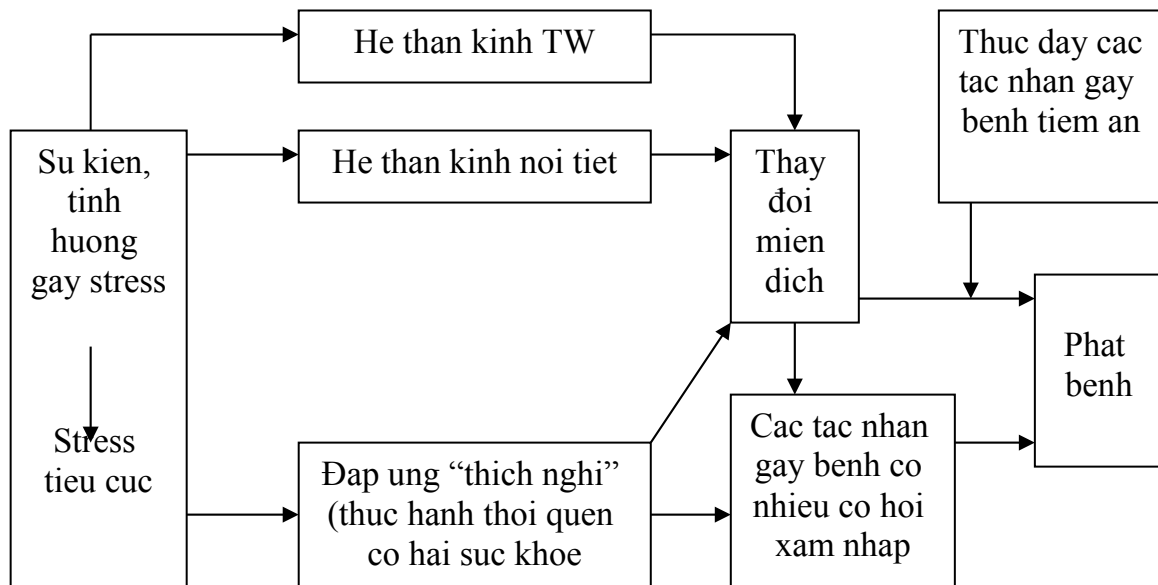 He than kinh TW
Thuc day cac
tac nhan gay
benh tiem an
Su kien,
tinh
huong
gay stress
Stress
tieu cuc
He than kinh noi tiet
Thay
đoi
mien
dich
Phat
benh
Đap ung “thich nghi”
(thuc hanh thoi quen
co hai suc khoe
Cac tac nhan
gay benh co
nhieu co hoi
xam nhap